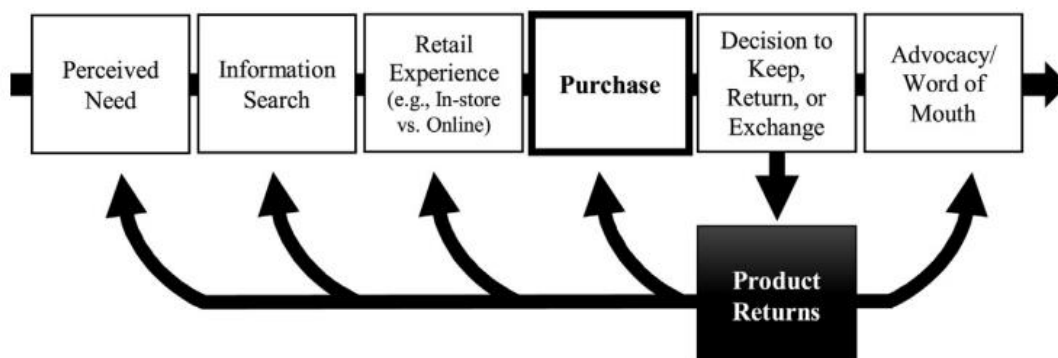 Perceived
Need
Information
Search
Retail
Experience
(e.g., In-store
vs. Online)
Purchase
Decision to
Keep,
Return, or
Exchange
Advocacy/
Word of
Mouth
Product
Returns